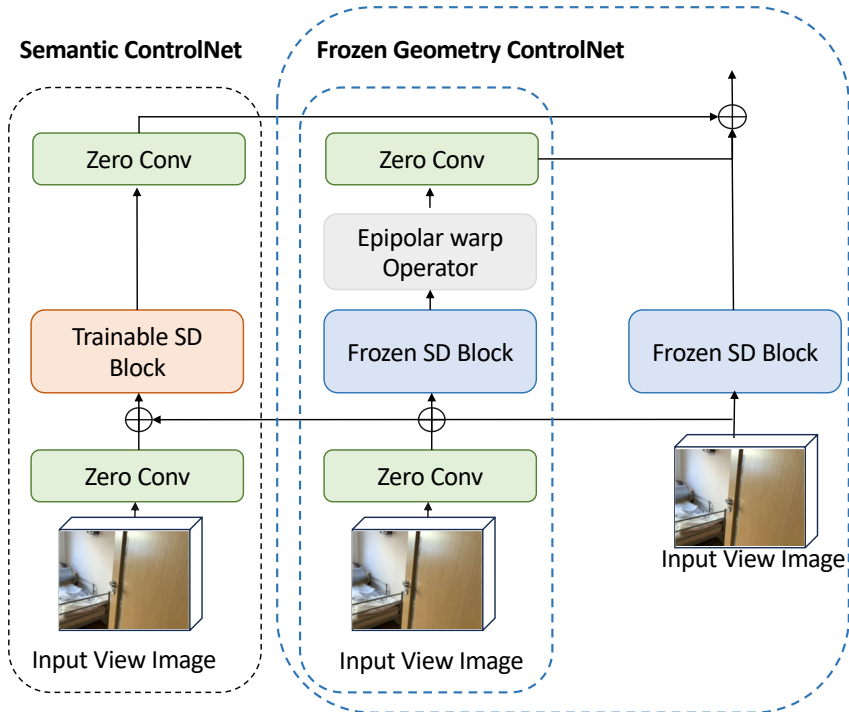 Semantic ControlNet
Frozen Geometry ControlNet
Zero Conv
Zero Conv
Epipolar warp
Operator
Trainable SD
Block
Frozen SD Block
Frozen SD Block
Zero Conv
Zero Conv
Input View Image
Input View Image
Input View Image